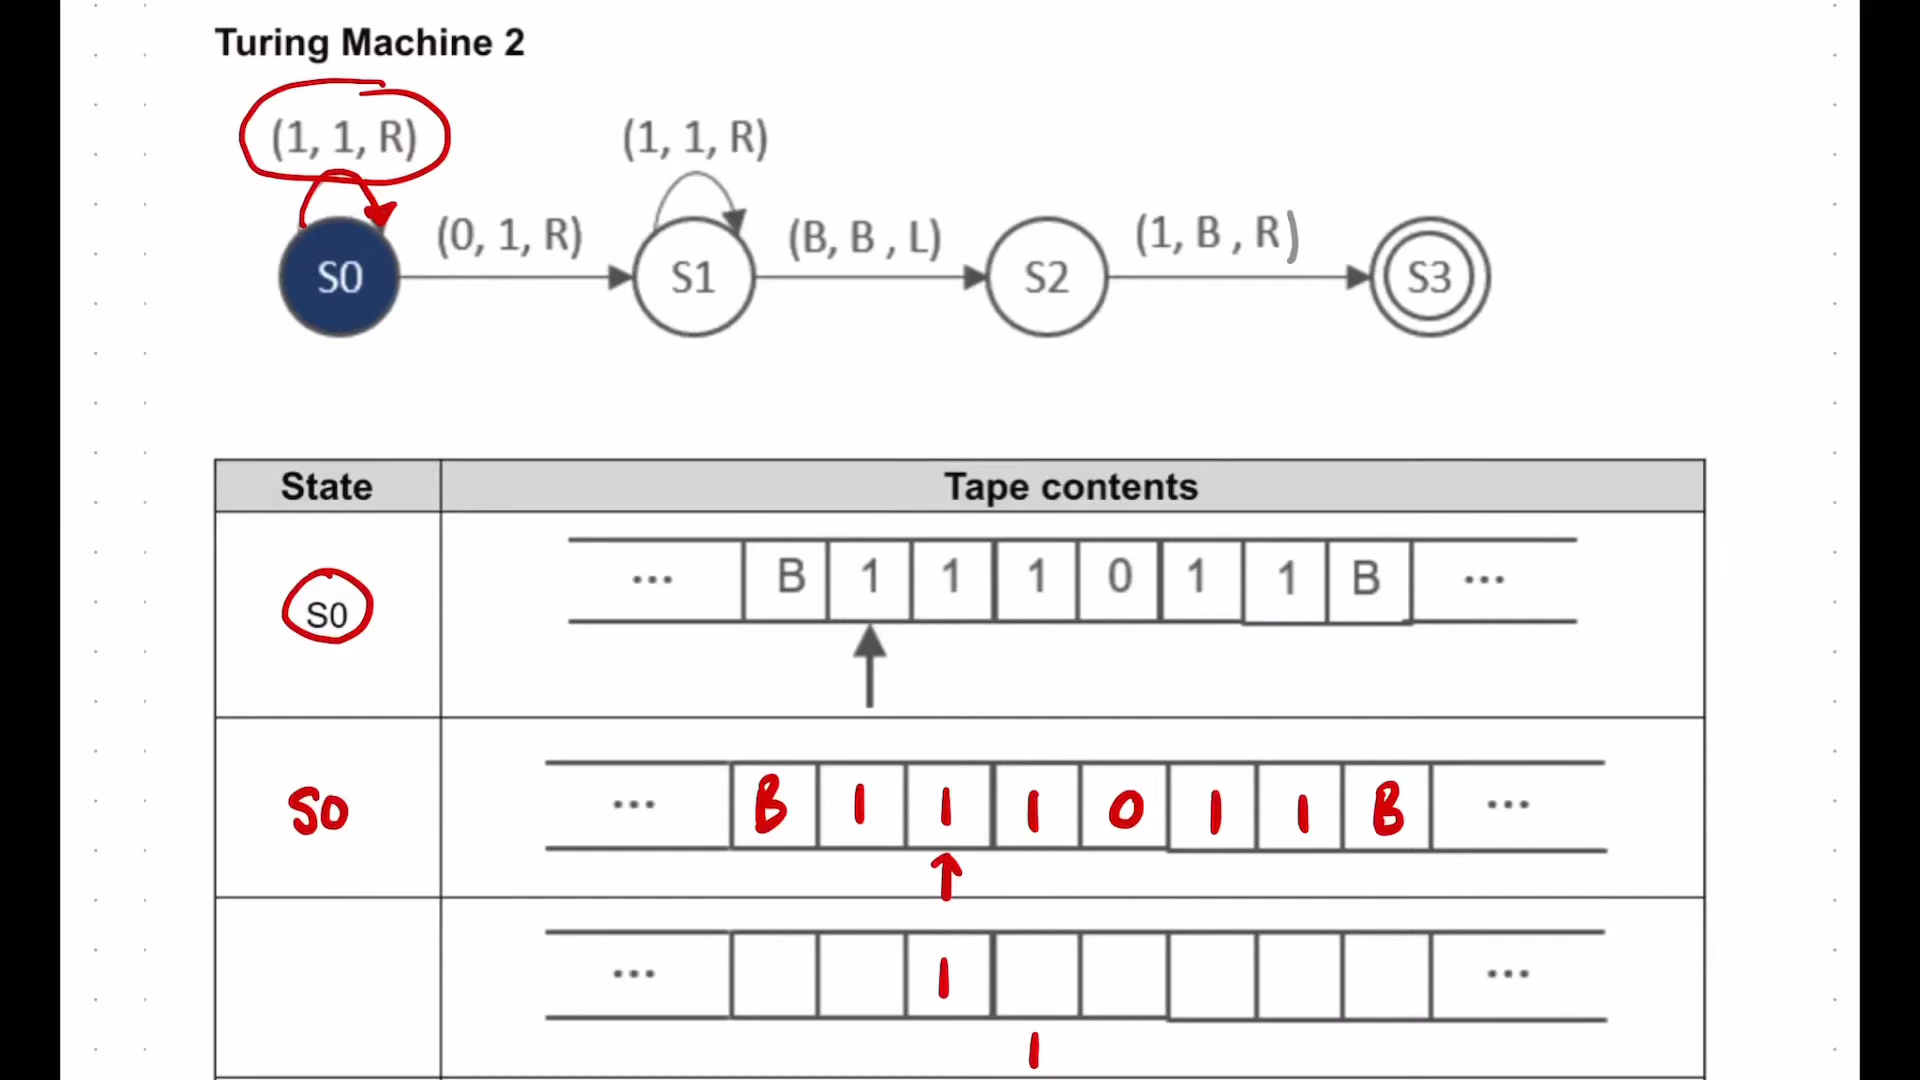 Turing Machine 2
(1, 1, R) (1, 1, R)
(0, 1, R) (B, B , L) (1, B , R)
S0 S1 S2 S3
State Tape contents
S0 ... B 1 1 1 0 1 1 B ...
S0 ... B 1 1 1 0 1 1 B ...
... 1 ...